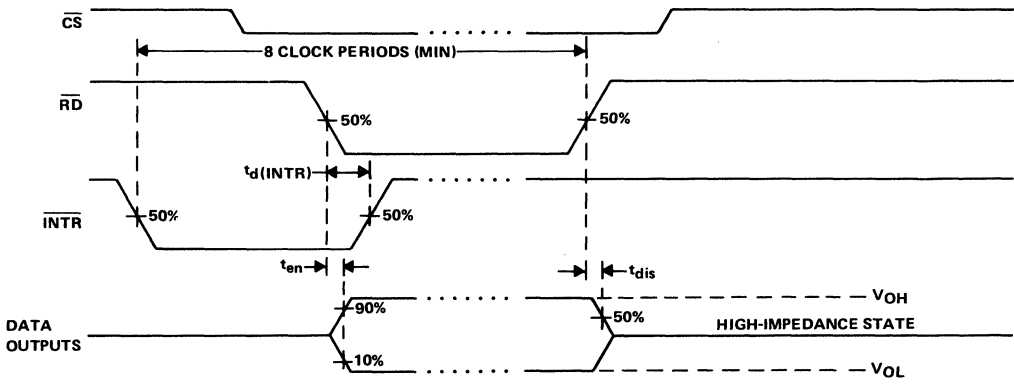 CS
8 CLOCK PERIODS (MIN)
RD
50%
50%
td(INTR)
INTR
50%
50%
ten
tdis
DATA
OUTPUTS
90%
10%
50%
VOH
HIGH-IMPEDANCE STATE
VOL